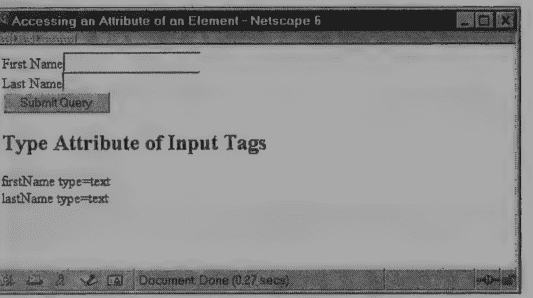 Accessing an Attribute of an Element - Netscape 6
First Name
Last Name
Submit Query
Type Attribute of Input Tags
firstName type=text
lastName type=text
Document: Done (0.27 secs)